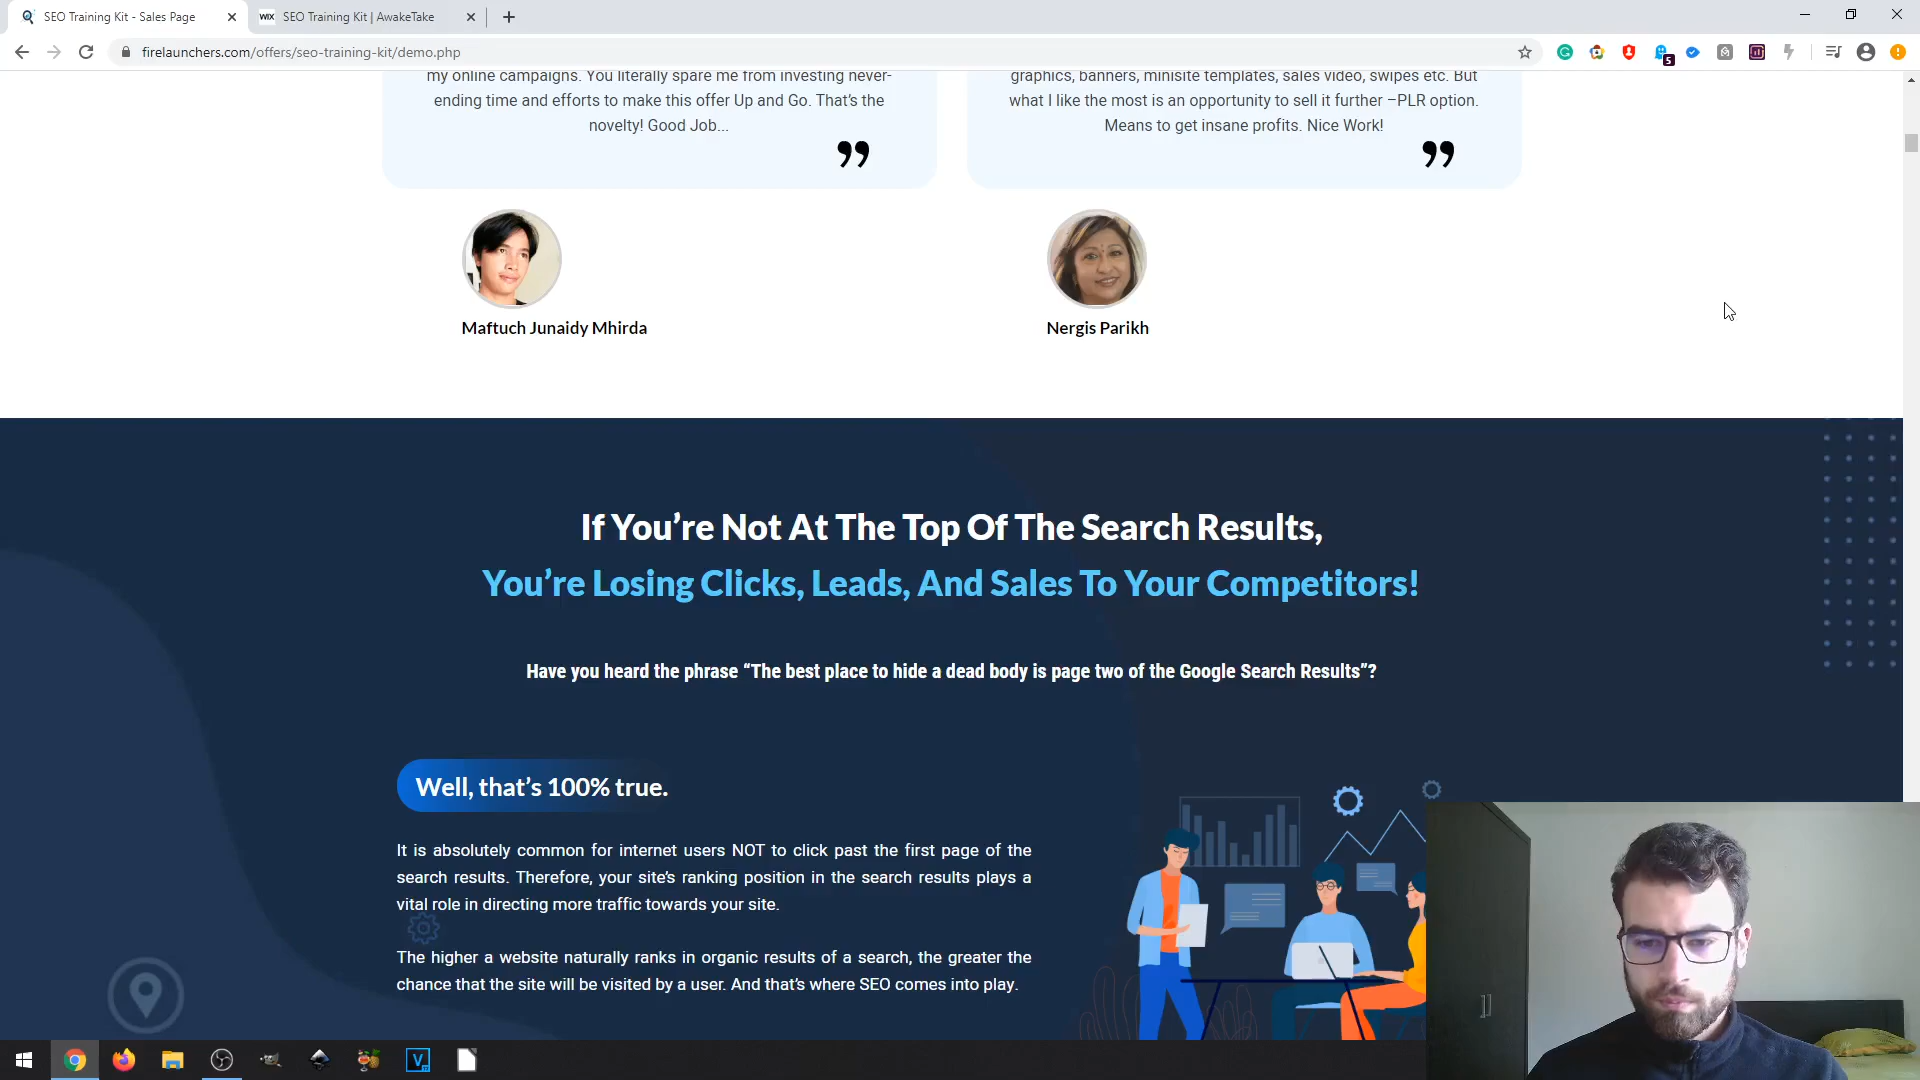 SEO Training Kit - Sales Page
WIX SEO Training Kit | AwakeTake
firelaunchers.com/offers/seo-training-kit/demo.php
5
my online campaigns. You literally spare me from investing never-
ending time and efforts to make this offer Up and Go. That's the
novelty! Good Job...
”
graphics, banners, minisite templates, sales video, swipes etc. But
what I like the most is an opportunity to sell it further –PLR option.
Means to get insane profits. Nice Work!
”
Maftuch Junaidy Mhirda
Nergis Parikh
If You’re Not At The Top Of The Search Results,
You’re Losing Clicks, Leads, And Sales To Your Competitors!
Have you heard the phrase “The best place to hide a dead body is page two of the Google Search Results”?
Well, that’s 100% true.
It is absolutely common for internet users NOT to click past the first page of the
search results. Therefore, your site’s ranking position in the search results plays a
vital role in directing more traffic towards your site.
The higher a website naturally ranks in organic results of a search, the greater the
chance that the site will be visited by a user. And that’s where SEO comes into play.
V